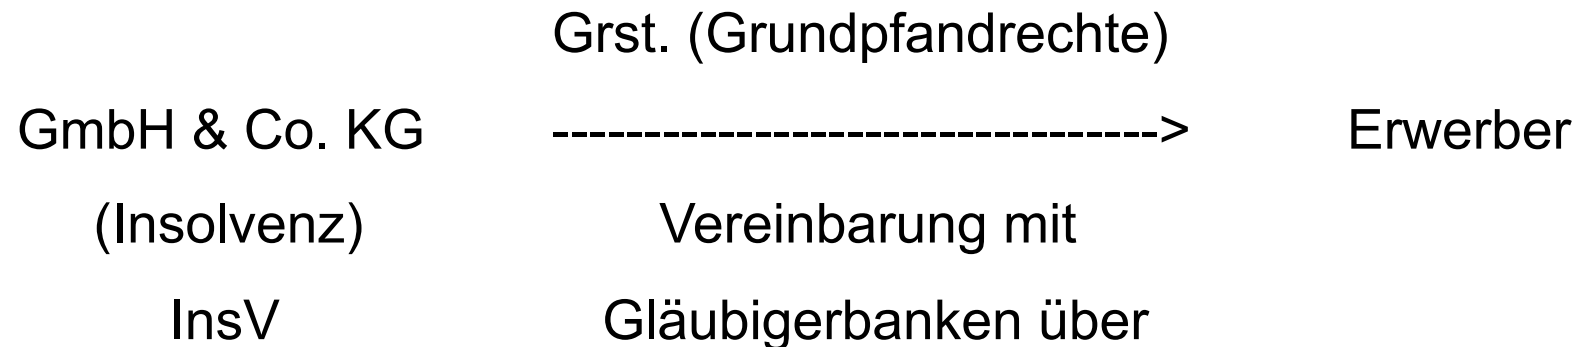 Grst. (Grundpfandrechte)
GmbH & Co. KG --------------------------------> Erwerber
(Insolvenz) Vereinbarung mit
InsV Gläubigerbanken über